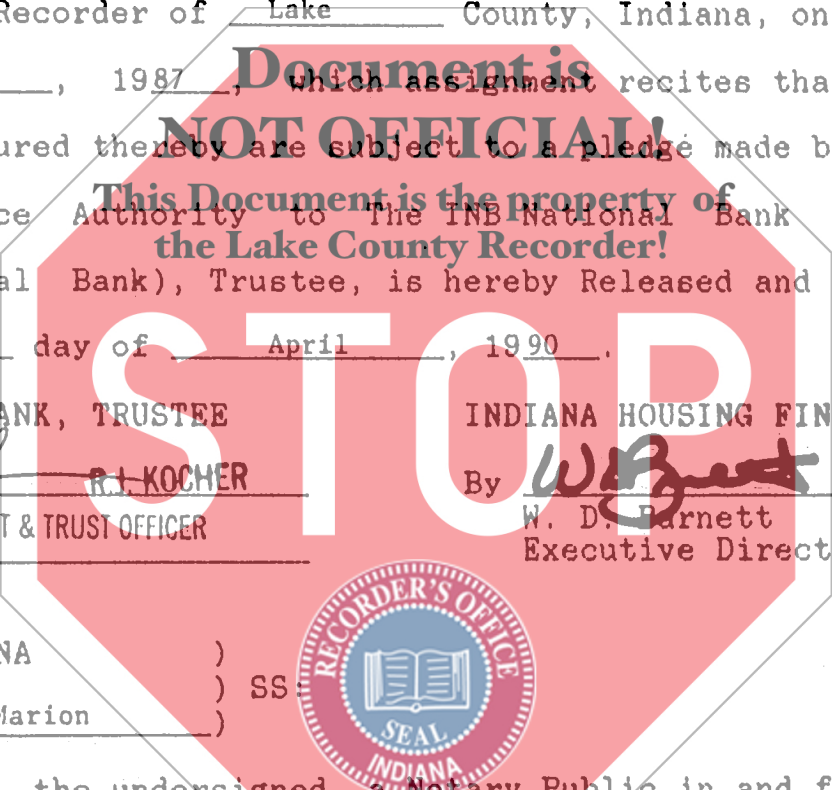 Recorder of Lake County, Indiana, on
Document is
, 1987, which assignment recites tha
NOT OFFICIAL!
ured thereby are subject to a pledge made b
This Document is the property of
ce Authority to The INB National Bank
the Lake County Recorder!
al Bank), Trustee, is hereby Released and
STOP
day of April, 1990.
ANK, TRUSTEE INDIANA HOUSING FIN
R.I. KOCHER By
T & TRUST OFFICER W. D. Barnett
Executive Direct
RECORDER'S OFFICE
NA )
) SS:
Marion )
SEAL
INDIANA
the undersigned, a Notary Public in and f